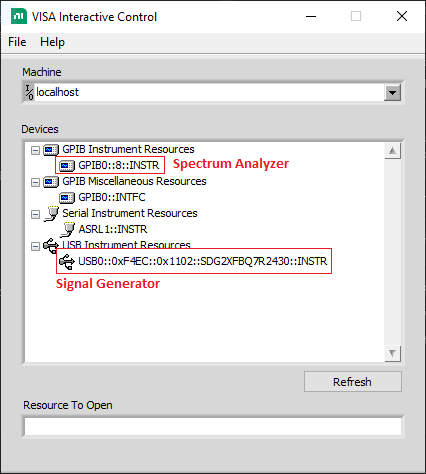 VISA Interactive Control
File Help
Machine
localhost
Devices
GPIB Instrument Resources
GPIB0::8::INSTR Spectrum Analyzer
GPIB Miscellaneous Resources
GPIB0::INTFC
Serial Instrument Resources
ASRL1::INSTR
USB Instrument Resources
USB0::0xF4EC::0x1102::SDG2XFBQ7R2430::INSTR
Signal Generator
Refresh
Resource To Open